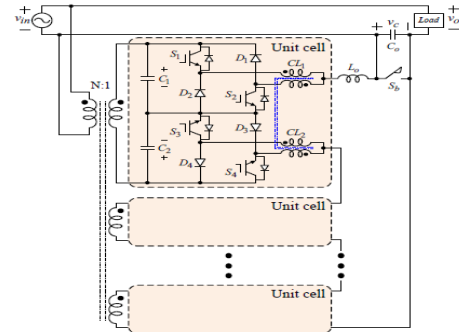 v_in
+
−
N:1
Unit cell
S_1
D_1
C_1
+
−
D_2
S_2
CL_1
S_3
D_3
CL_2
C_2
+
−
D_4
S_4
L_o
+ v_c −
C_o
S_b
Load
+
v_o
−
Unit cell
Unit cell